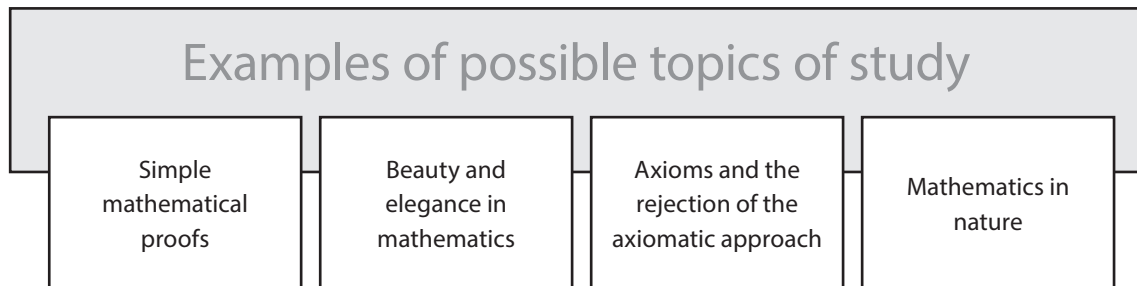 Examples of possible topics of study
Simple
mathematical
proofs
Beauty and
elegance in
mathematics
Axioms and the
rejection of the
axiomatic approach
Mathematics in
nature